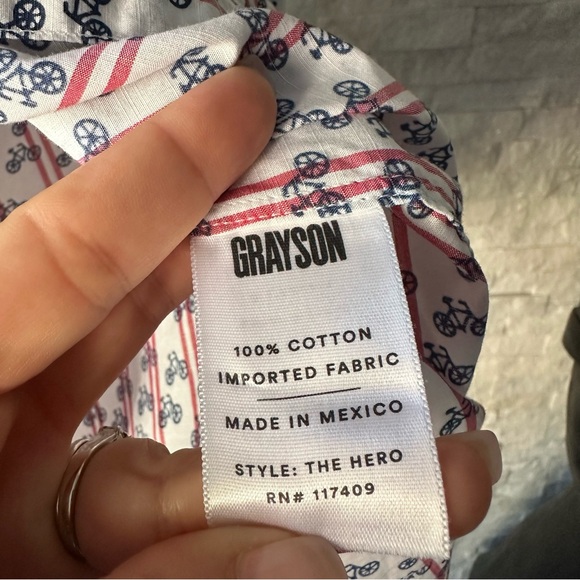 GRAYSON
100% COTTON
IMPORTED FABRIC
MADE IN MEXICO
STYLE: THE HERO
RN# 117409